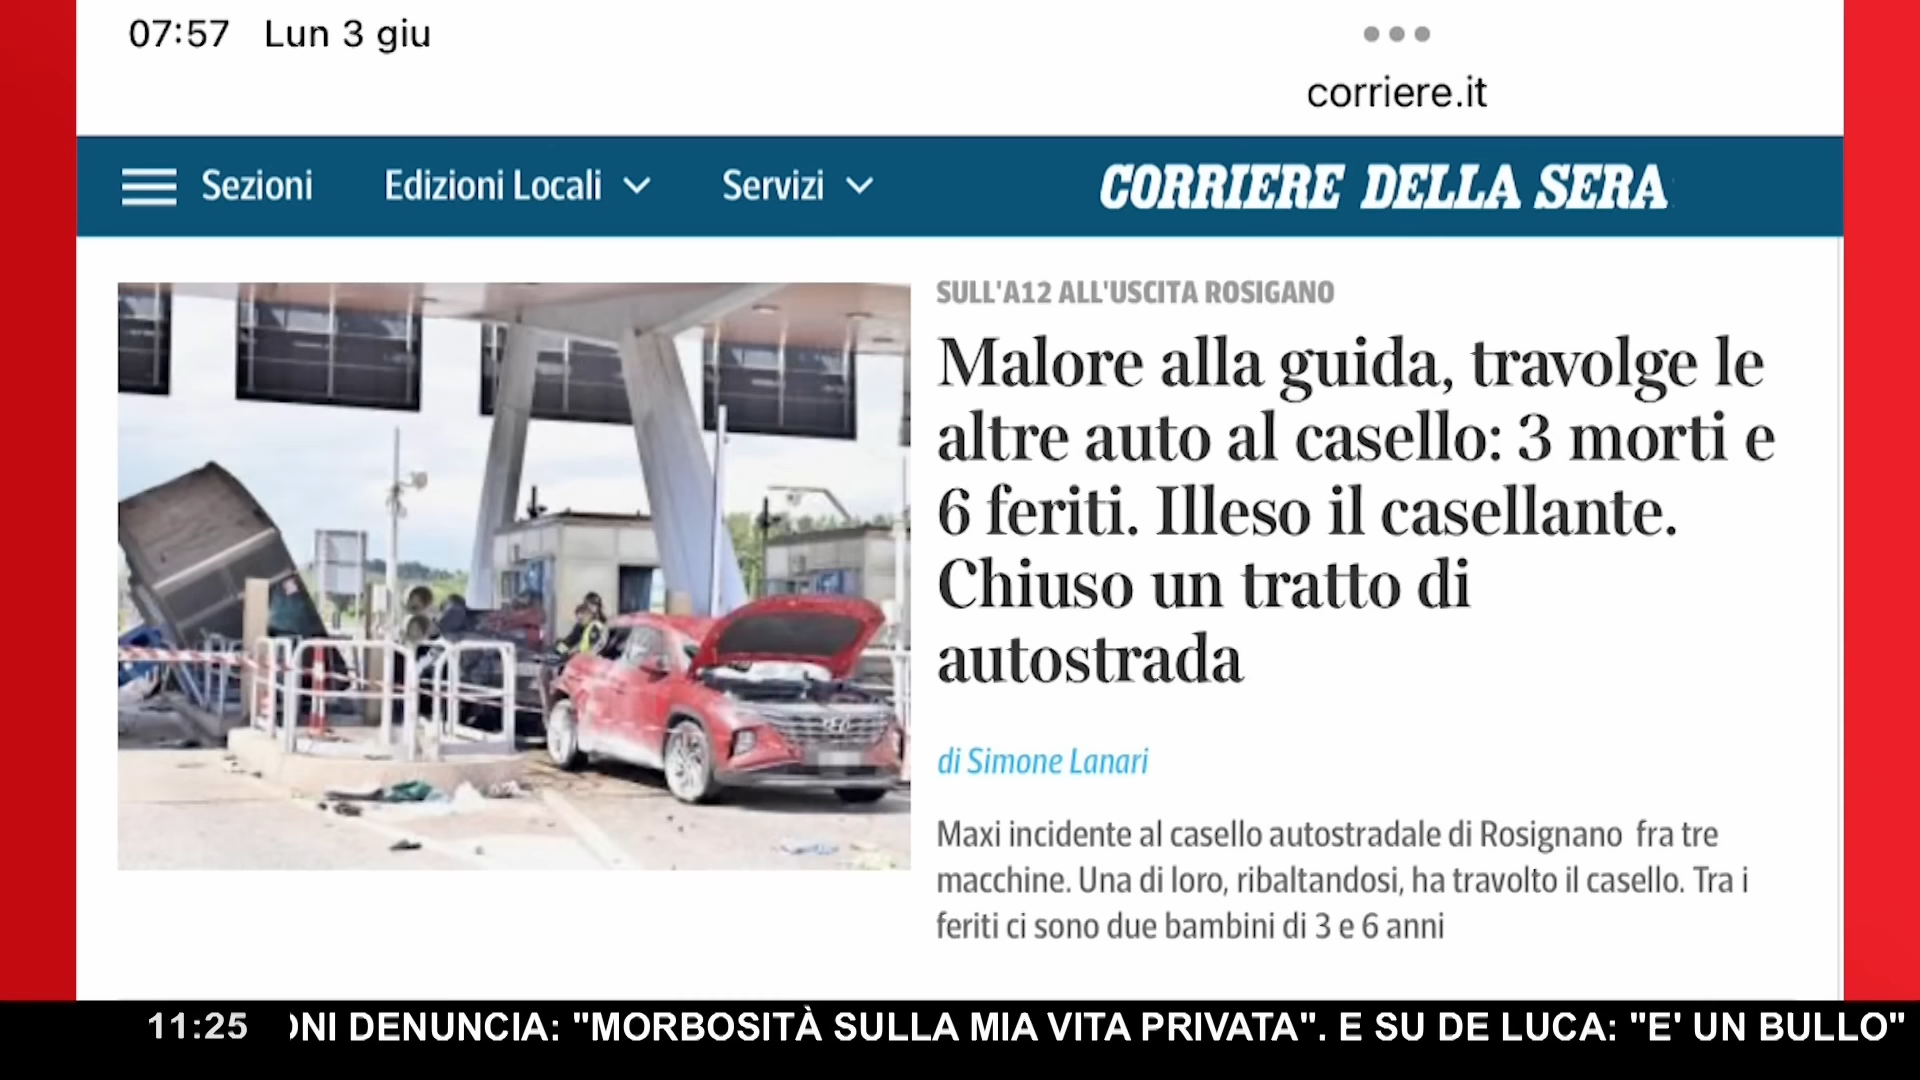 07:57 Lun 3 giu
corriere.it
Sezioni Edizioni Locali Servizi CORRIERE DELLA SERA
SULL'A12 ALL'USCITA ROSIGANO
Malore alla guida, travolge le
altre auto al casello: 3 morti e
6 feriti. Illeso il casellante.
Chiuso un tratto di
autostrada
di Simone Lanari
Maxi incidente al casello autostradale di Rosignano fra tre
macchine. Una di loro, ribaltandosi, ha travolto il casello. Tra i
feriti ci sono due bambini di 3 e 6 anni
11:25 ONI DENUNCIA: "MORBOSITÀ SULLA MIA VITA PRIVATA". E SU DE LUCA: "E' UN BULLO"